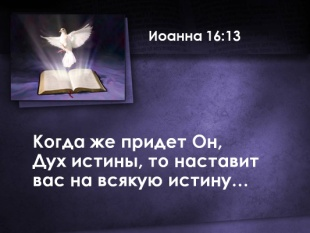 Иоанна 16:13
Когда же придет Он,
Дух истины, то наставит
вас на всякую истину…